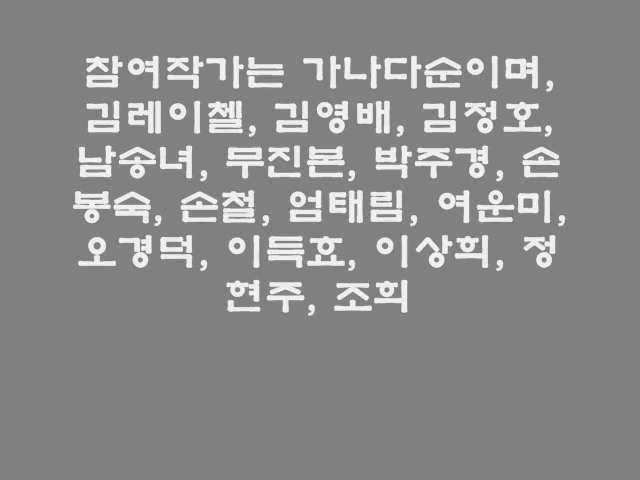 참여작가는 가나다순이며,
김레이첼, 김영배, 김정호,
남송녀, 무진본, 박주경, 손
봉숙, 손철, 엄태림, 여운미,
오경덕, 이득효, 이상희, 정
현주, 조희